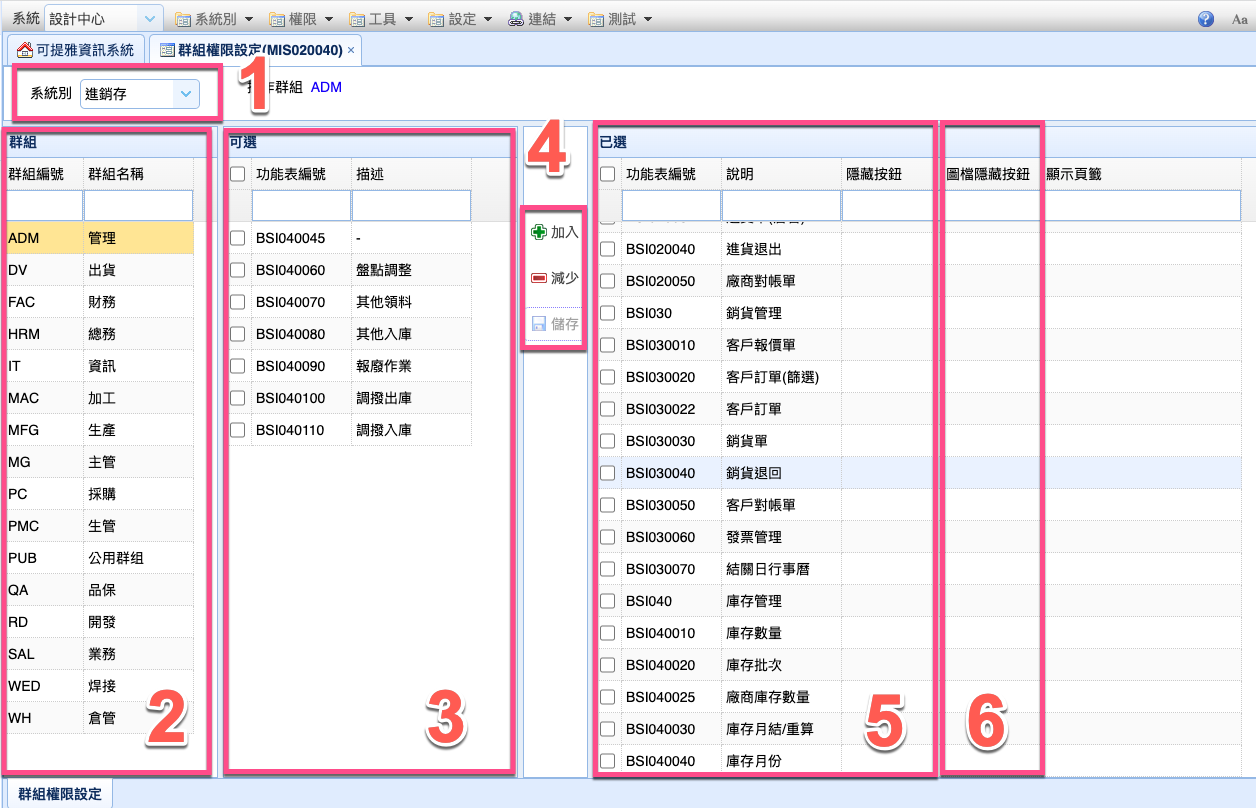 系統 設計中心 系統別 權限 工具 設定 連結 測試 Aa
可提雅資訊系統 群組權限設定(MIS020040) ×
系統別 進銷存 1 作群組 ADM
群組 可選 4 已選
群組編號 群組名稱 功能表編號 描述 功能表編號 說明 隱藏按鈕 圖檔隱藏按鈕 顯示頁籤
ADM 管理 BSI040045 - 加入
BSI020040 進貨退出
DV 出貨 BSI040060 盤點調整 減少 BSI020050 廠商對帳單
FAC 財務 BSI040070 其他領料 BSI030 銷貨管理
HRM 總務 BSI040080 其他入庫 儲存 BSI030010 客戶報價單
IT 資訊 BSI040090 報廢作業 BSI030020 客戶訂單(篩選)
MAC 加工 BSI040100 調撥出庫 BSI030022 客戶訂單
MFG 生產 BSI040110 調撥入庫 BSI030030 銷貨單
MG 主管 BSI030040 銷貨退回
PC 採購 BSI030050 客戶對帳單
PMC 生管 BSI030060 發票管理
PUB 公用群組 BSI030070 結關日行事曆
QA 品保 BSI040 庫存管理
RD 開發 BSI040010 庫存數量
SAL 業務 BSI040020 庫存批次
WED 焊接 BSI040025 廠商庫存數量
WH 倉管 2 3 BSI040030 庫存月結/重算 5 6
BSI040040 庫存月份
群組權限設定